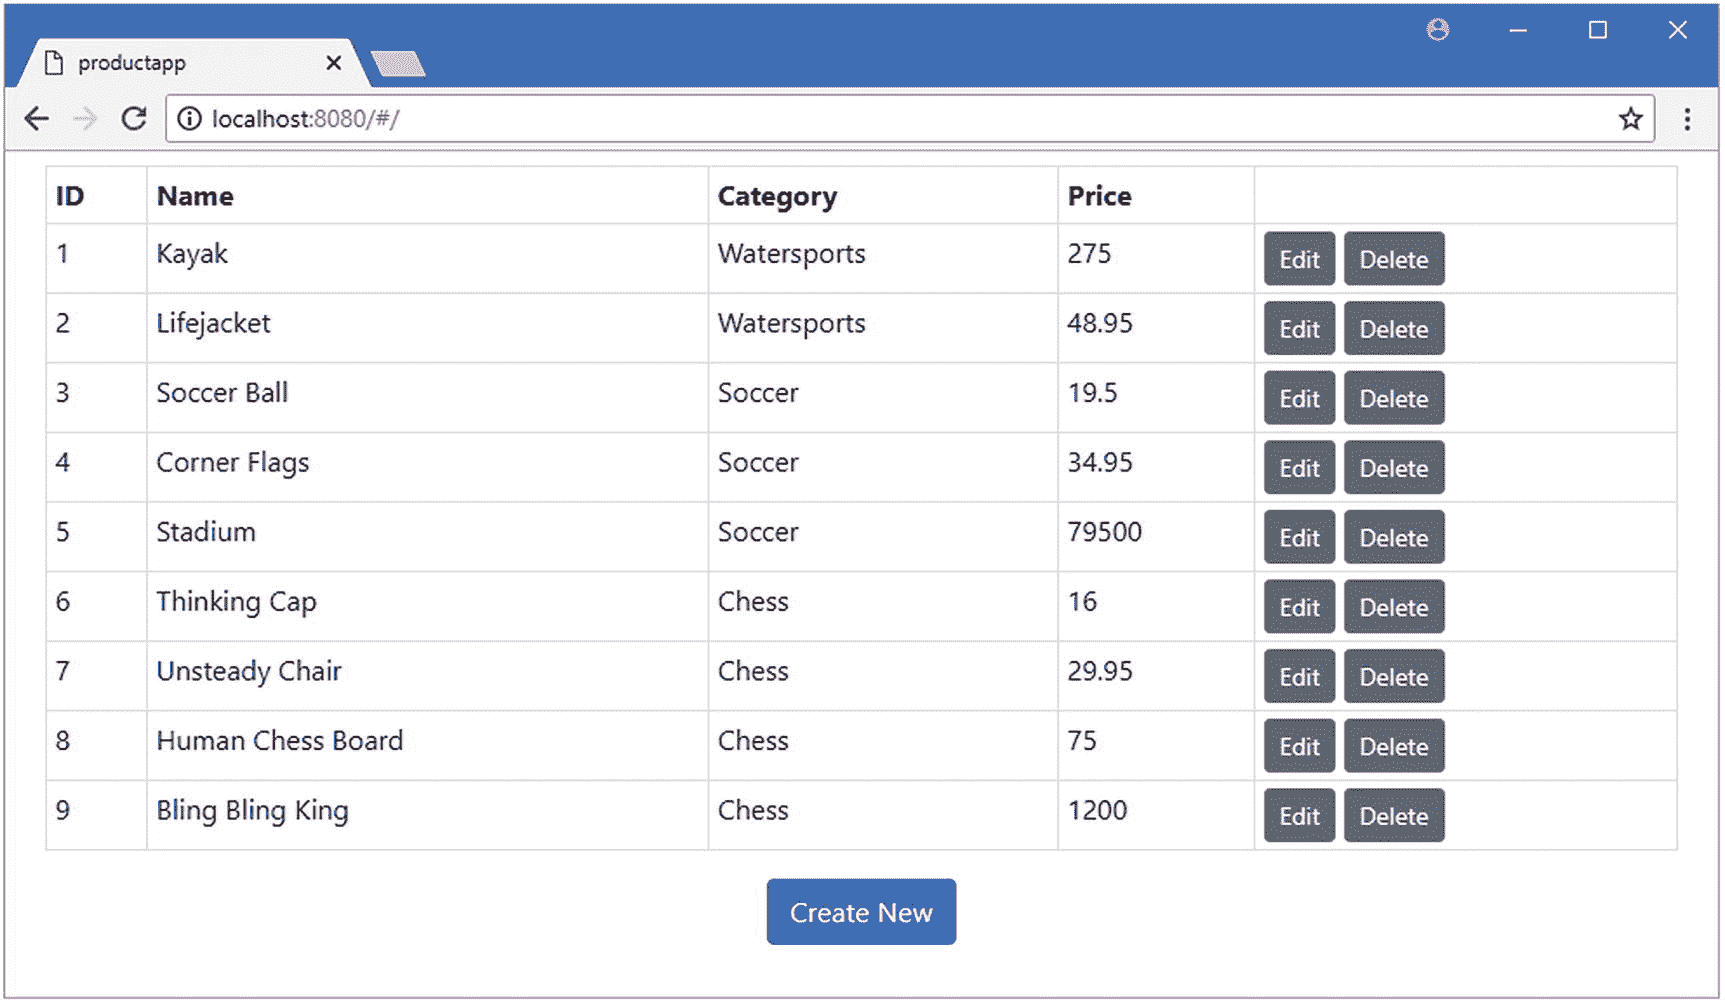 productapp
localhost:8080/#/
ID Name Category Price
1 Kayak Watersports 275 Edit Delete
2 Lifejacket Watersports 48.95 Edit Delete
3 Soccer Ball Soccer 19.5 Edit Delete
4 Corner Flags Soccer 34.95 Edit Delete
5 Stadium Soccer 79500 Edit Delete
6 Thinking Cap Chess 16 Edit Delete
7 Unsteady Chair Chess 29.95 Edit Delete
8 Human Chess Board Chess 75 Edit Delete
9 Bling Bling King Chess 1200 Edit Delete
Create New